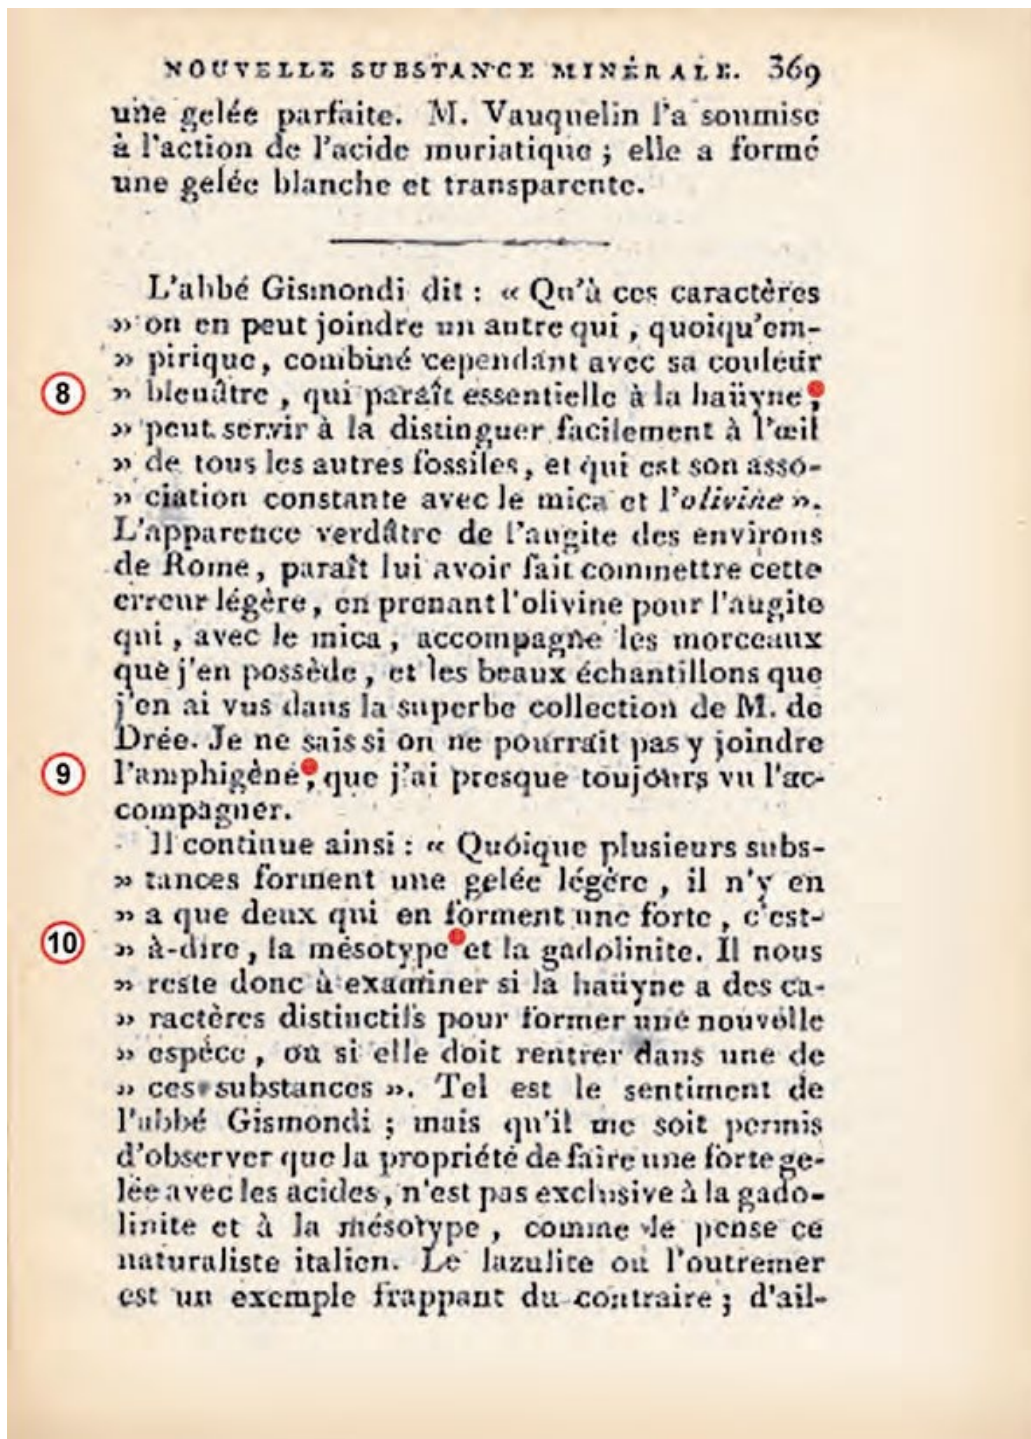 NOUVELLE SUBSTANCE MINÉRALE. 369
une gelée parfaite. M. Vauquelin l'a soumise
à l'action de l'acide muriatique ; elle a formé
une gelée blanche et transparente.
L'abbé Gismondi dit : « Qu'à ces caractères
» on en peut joindre un autre qui , quoiqu'em-
» pirique, combiné cependant avec sa couleur
8 » bleuâtre , qui paraît essentielle à la haüyne ,
» peut servir à la distinguer facilement à l'œil
» de tous les autres fossiles, et qui est son asso-
» ciation constante avec le mica et l'olivine ».
L'apparence verdâtre de l'augite des environs
de Rome, paraît lui avoir fait commettre cette
erreur légère, en prenant l'olivine pour l'augite
qui , avec le mica, accompagne les morceaux
que j'en possède, et les beaux échantillons que
j'en ai vus dans la superbe collection de M. de
Drée. Je ne sais si on ne pourrait pas y joindre
9 l'amphigène, que j'ai presque toujours vu l'ac-
compagner.
Il continue ainsi : « Quoique plusieurs subs-
» tances forment une gelée légère , il n'y en
» a que deux qui en forment une forte, c'est-
10 » à-dire, la mésotype et la gadolinite. Il nous
» reste donc à examiner si la haüyne a des ca-
» ractères distinctifs pour former une nouvelle
» espèce, ou si elle doit rentrer dans une de
» ces substances ». Tel est le sentiment de
l'abbé Gismondi ; mais qu'il me soit permis
d'observer que la propriété de faire une forte ge-
lée avec les acides, n'est pas exclusive à la gado-
linite et à la mésotype , comme le pense ce
naturaliste italien. Le lazulite ou l'outremer
est un exemple frappant du contraire ; d'ail-